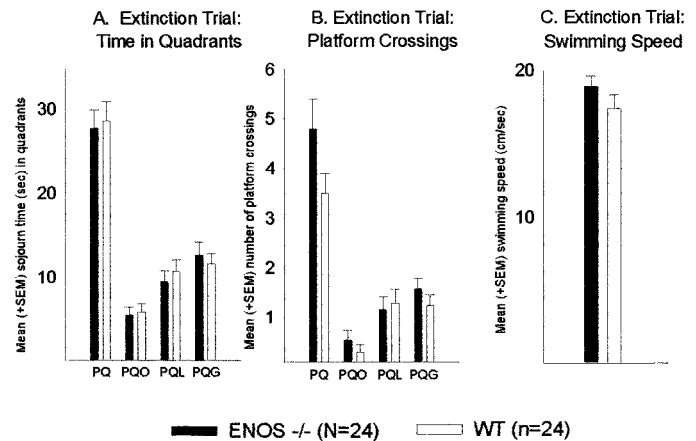 A. Extinction Trial:
Time in Quadrants
B. Extinction Trial:
Platform Crossings
C. Extinction Trial:
Swimming Speed
Mean (+SEM) sojourn time (sec) in quadrants
30
20
10
PQ PQO PQL PQG
Mean (+SEM) number of platform crossings
6
5
4
3
2
1
PQ PQO PQL PQG
Mean (+SEM) swimming speed (cm/sec)
20
10
ENOS -/- (N=24) WT (n=24)